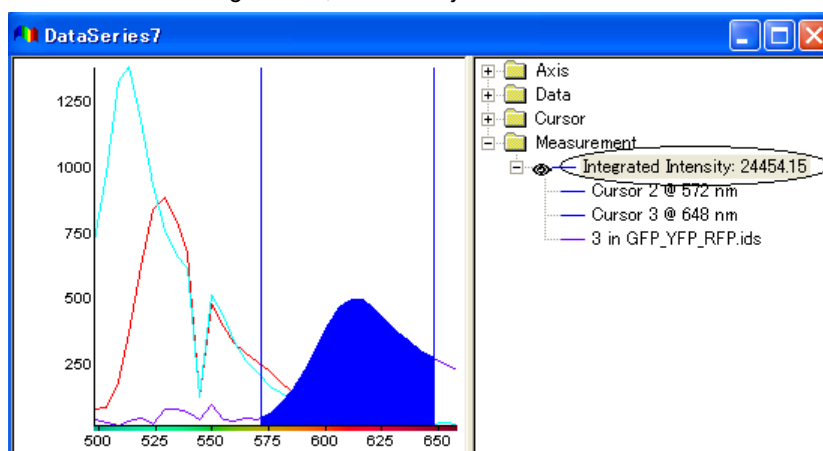 DataSeries7
1250
1000
750
500
250
500 525 550 575 600 625 650
Axis
Data
Cursor
Measurement
Integrated Intensity: 24454.15
Cursor 2 @ 572 nm
Cursor 3 @ 648 nm
3 in GFP_YFP_RFP.ids